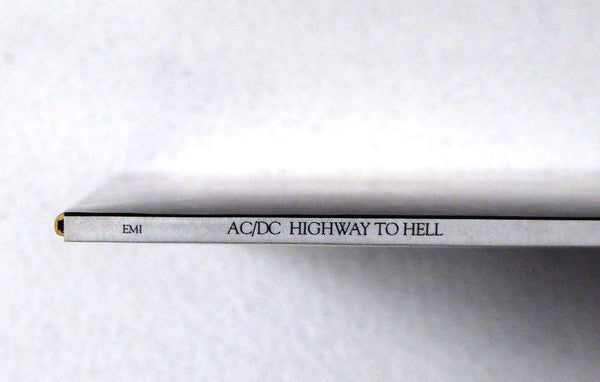 EMI AC/DC HIGHWAY TO HELL